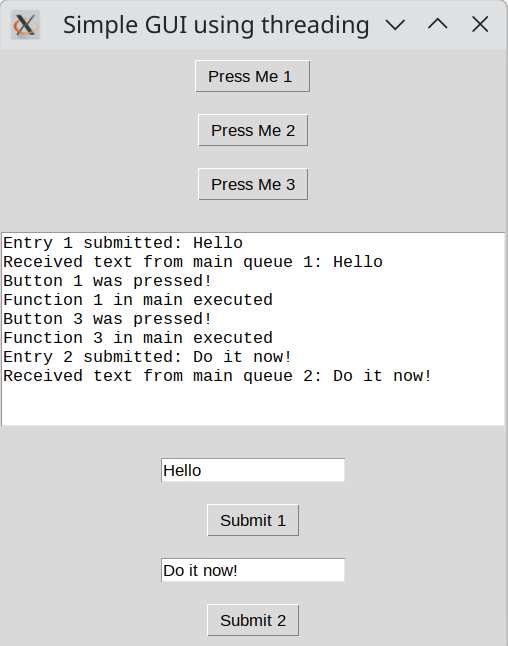 Simple GUI using threading
Press Me 1
Press Me 2
Press Me 3
Entry 1 submitted: Hello
Received text from main queue 1: Hello
Button 1 was pressed!
Function 1 in main executed
Button 3 was pressed!
Function 3 in main executed
Entry 2 submitted: Do it now!
Received text from main queue 2: Do it now!
Hello
Submit 1
Do it now!
Submit 2